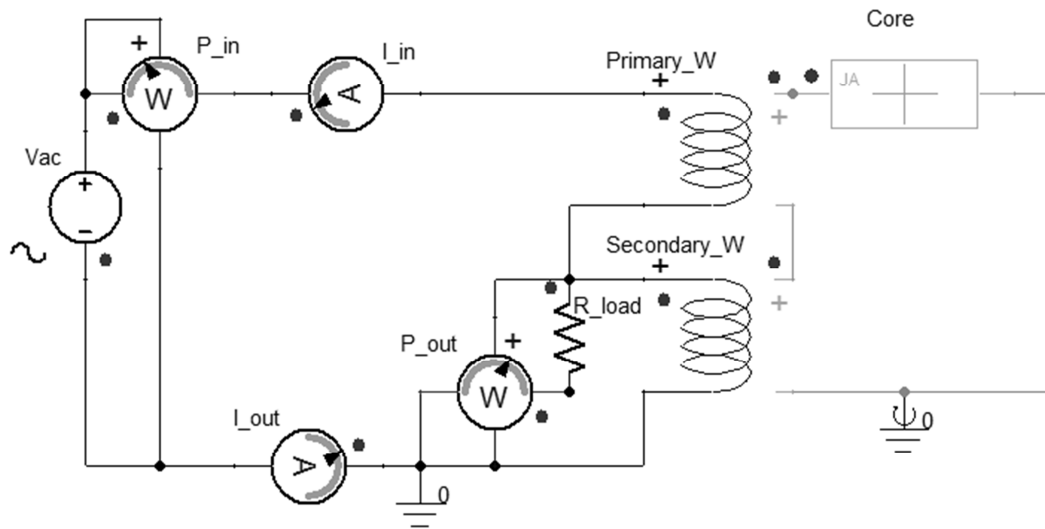 Core
P_in
+
I_in
Primary_W
+
W
A
JA
+
Vac
+
-
Secondary_W
+
R_load
+
P_out
+
W
I_out
A
0
0